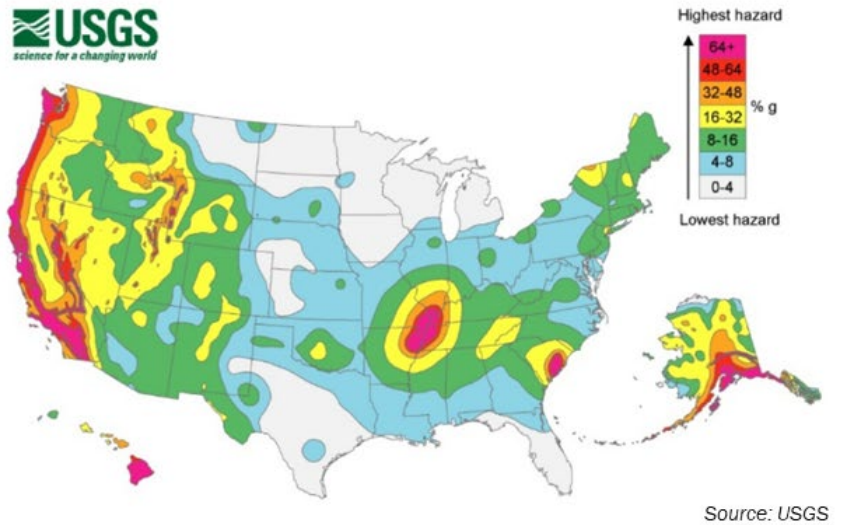 USGS
science for a changing world
Highest hazard
64+
48-64
32-48
16-32
8-16
4-8
0-4
% g
Lowest hazard
Source: USGS